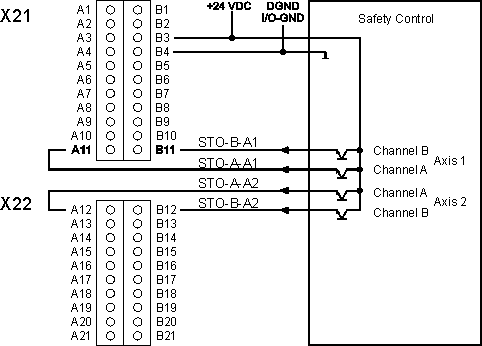 X21
A1 B1 +24 VDC DGND
A2 B2 I/O-GND Safety Control
A3 B3
A4 B4
A5 B5
A6 B6
A7 B7
A8 B8
A9 B9
A10 B10
A11 B11 STO-B-A1 Channel B
STO-A-A1 Channel A Axis 1
X22 STO-A-A2 Channel A
A12 B12 STO-B-A2 Channel B Axis 2
A13 B13
A14 B14
A15 B15
A16 B16
A17 B17
A18 B18
A19 B19
A20 B20
A21 B21